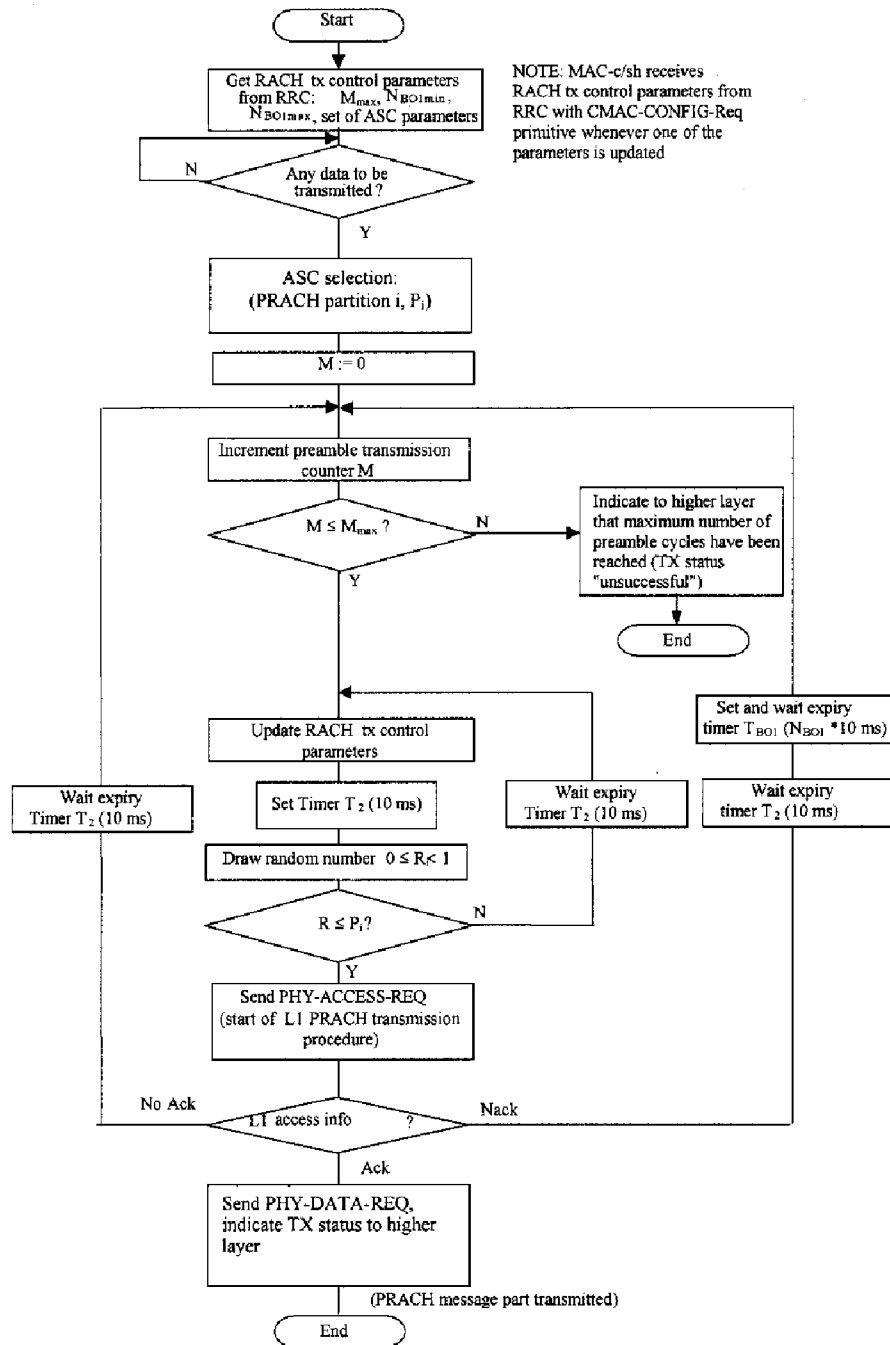 Start
Get RACH tx control parameters
from RRC: Mmax, NBO1min,
NBO1max, set of ASC parameters
NOTE: MAC-c/sh receives
RACH tx control parameters from
RRC with CMAC-CONFIG-Req
primitive whenever one of the
parameters is updated
N
Any data to be
transmitted ?
Y
ASC selection:
(PRACH partition i, Pi)
M := 0
Increment preamble transmission
counter M
M ≤ Mmax ?
N
Y
Indicate to higher layer
that maximum number of
preamble cycles have been
reached (TX status
"unsuccessful")
End
Update RACH tx control
parameters
Set and wait expiry
timer TBO1 (NBO1 *10 ms)
Wait expiry
Timer T2 (10 ms)
Set Timer T2 (10 ms)
Wait expiry
Timer T2 (10 ms)
Wait expiry
timer T2 (10 ms)
Draw random number 0 ≤ Ri< 1
R ≤ Pi?
N
Y
Send PHY-ACCESS-REQ
(start of L1 PRACH transmission
procedure)
No Ack
L1 access info ?
Nack
Ack
Send PHY-DATA-REQ,
indicate TX status to higher
layer
(PRACH message part transmitted)
End